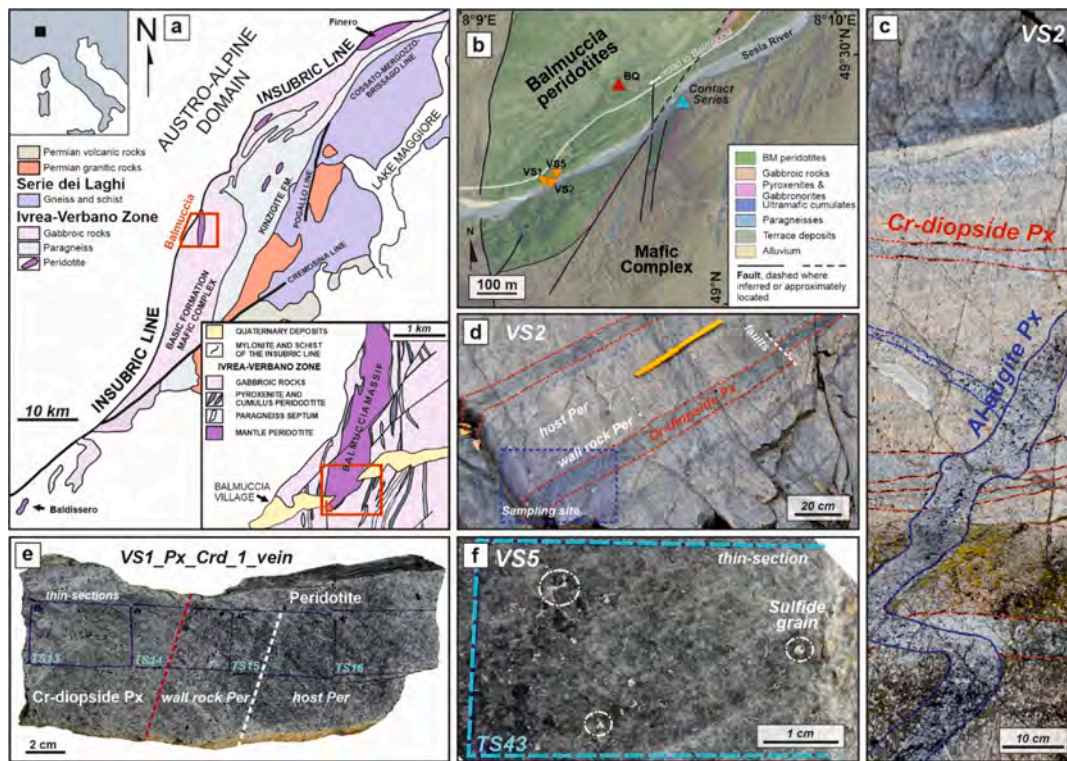 a
N
Finero
INSUBRIC LINE
COSSATO-MERGOZZO-
BRISSAGO LINE
AUSTRO-ALPINE
DOMAIN
LAKE MAGGIORE
Permian volcanic rocks
Permian granitic rocks
Serie dei Laghi
Gneiss and schist
Ivrea-Verbano Zone
Gabbroic rocks
Paragneiss
Peridotite
Balmuccia
KINZIGITE FM.
POGALLO LINE
CREMOSINA LINE
BASIC FORMATION
MAFIC COMPLEX
INSUBRIC LINE
10 km
Baldissero
1 km
QUATERNARY DEPOSITS
MYLONITE AND SCHIST
OF THE INSUBRIC LINE
IVREA-VERBANO ZONE
GABBROIC ROCKS
PYROXENITE AND
CUMULUS PERIDOTITE
PARAGNEISS SEPTUM
MANTLE PERIDOTITE
BALMUCCIA MASSIF
BALMUCCIA
VILLAGE
8°9'E
8°10'E
b
49°30'N
Balmuccia
peridotites
road to Balmuccia
Sesia River
BQ
Contact
Series
VS1
VS5
VS2
BM peridotites
Gabbroic rocks
Pyroxenites &
Gabbronorites
Ultramafic cumulates
Paragneisses
Terrace deposits
Alluvium
Fault, dashed where
inferred or approximately
located
N
100 m
Mafic
Complex
49°N
c
VS2
Cr-diopside Px
Al-augite Px
10 cm
d
VS2
faults
host Per
wall rock Per
Cr-diopside Px
Sampling site
20 cm
e
VS1_Px_Crd_1_vein
thin-sections
Peridotite
TS13
TS14
TS15
TS16
Cr-diopside Px
wall rock Per
host Per
2 cm
f
VS5
thin-section
Sulfide
grain
TS43
1 cm